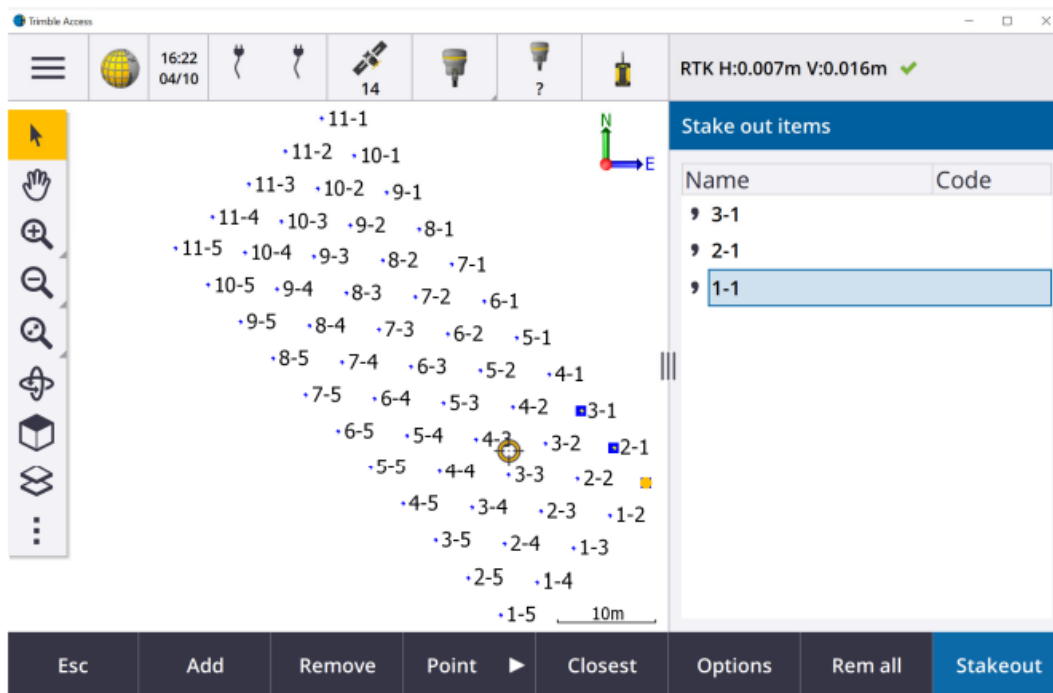 Trimble Access
16:22
04/10
14
?
RTK H:0.007m V:0.016m
Stake out items
Name Code
3-1
2-1
1-1
N
E
11-1
11-2 10-1
11-3 10-2 9-1
11-4 10-3 9-2 8-1
11-5 10-4 9-3 8-2 7-1
10-5 9-4 8-3 7-2 6-1
9-5 8-4 7-3 6-2 5-1
8-5 7-4 6-3 5-2 4-1
7-5 6-4 5-3 4-2 3-1
6-5 5-4 4-3 3-2 2-1
5-5 4-4 3-3 2-2
4-5 3-4 2-3 1-2
3-5 2-4 1-3
2-5 1-4
1-5 10m
Esc Add Remove Point Closest Options Rem all Stakeout